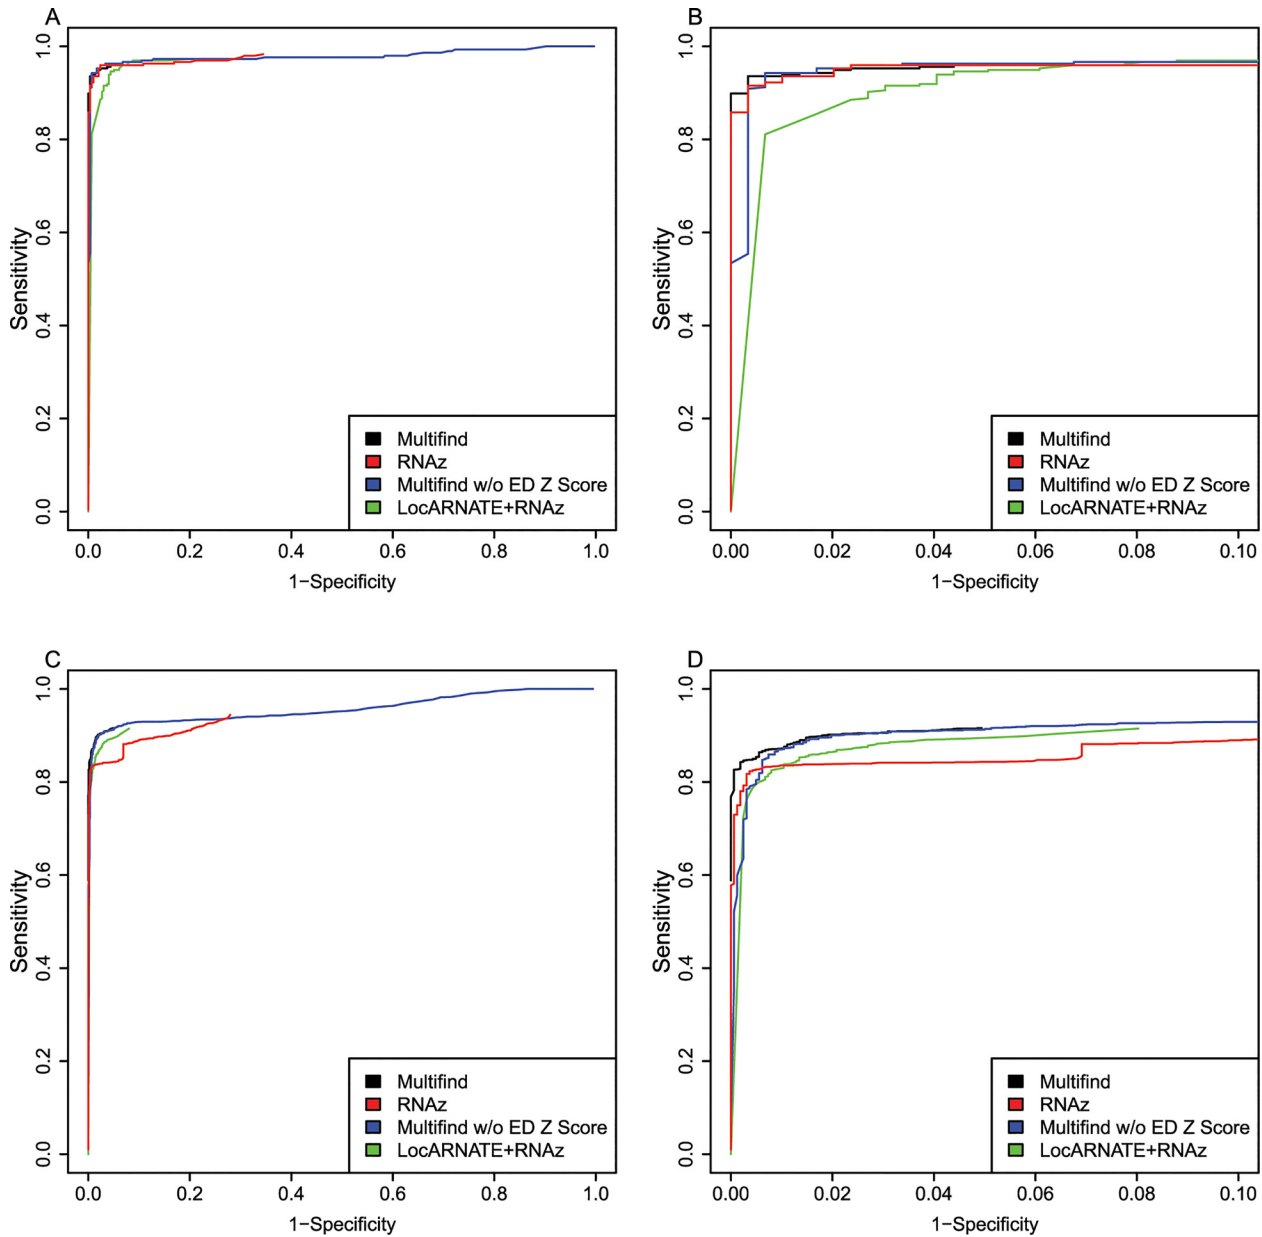 A
1.0
0.8
0.6
0.4
0.2
0.0
Sensitivity
Multifind
RNAz
Multifind w/o ED Z Score
LocARNATE+RNAz
0.0 0.2 0.4 0.6 0.8 1.0
1−Specificity
B
1.0
0.8
0.6
0.4
0.2
0.0
Sensitivity
Multifind
RNAz
Multifind w/o ED Z Score
LocARNATE+RNAz
0.00 0.02 0.04 0.06 0.08 0.10
1−Specificity
C
1.0
0.8
0.6
0.4
0.2
0.0
Sensitivity
Multifind
RNAz
Multifind w/o ED Z Score
LocARNATE+RNAz
0.0 0.2 0.4 0.6 0.8 1.0
1−Specificity
D
1.0
0.8
0.6
0.4
0.2
0.0
Sensitivity
Multifind
RNAz
Multifind w/o ED Z Score
LocARNATE+RNAz
0.00 0.02 0.04 0.06 0.08 0.10
1−Specificity